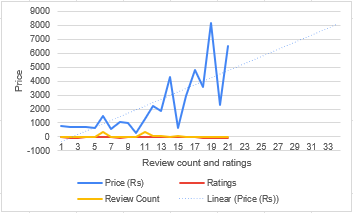 9000
8000
7000
6000
5000
4000
3000
2000
1000
0
-1000
Price
1 3 5 7 9 11 13 15 17 19 21 23 25 27 29 31 33
Review count and ratings
Price (Rs) Ratings
Review Count Linear (Price (Rs))